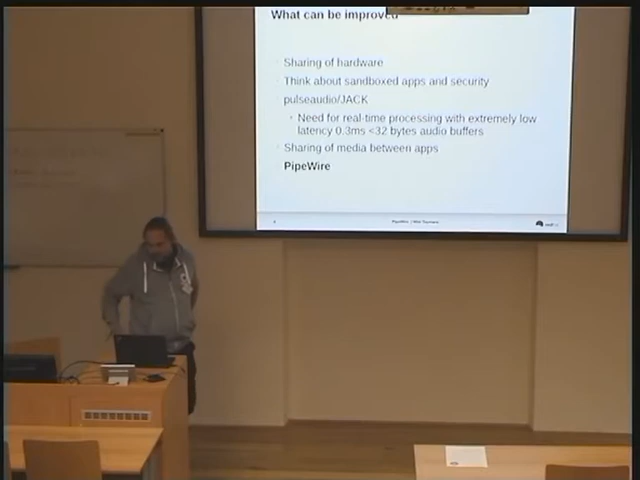 What can be improved
Sharing of hardware
Think about sandboxed apps and security
pulseaudio/JACK
Need for real-time processing with extremely low
latency 0.3ms <32 bytes audio buffers
Sharing of media between apps
PipeWire
4